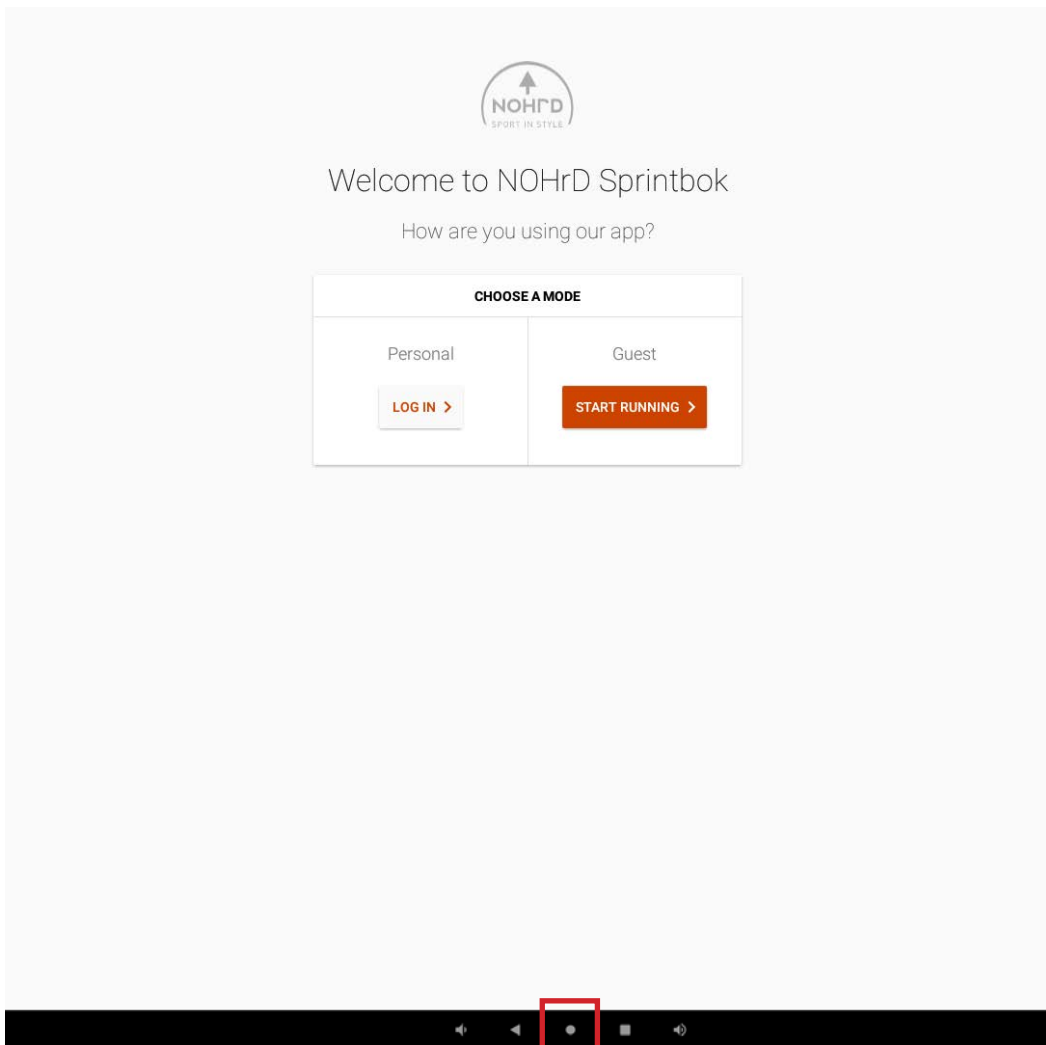 NOHrD
SPORT IN STYLE
Welcome to NOHrD Sprintbok
How are you using our app?
CHOOSE A MODE
Personal
Guest
LOG IN
START RUNNING